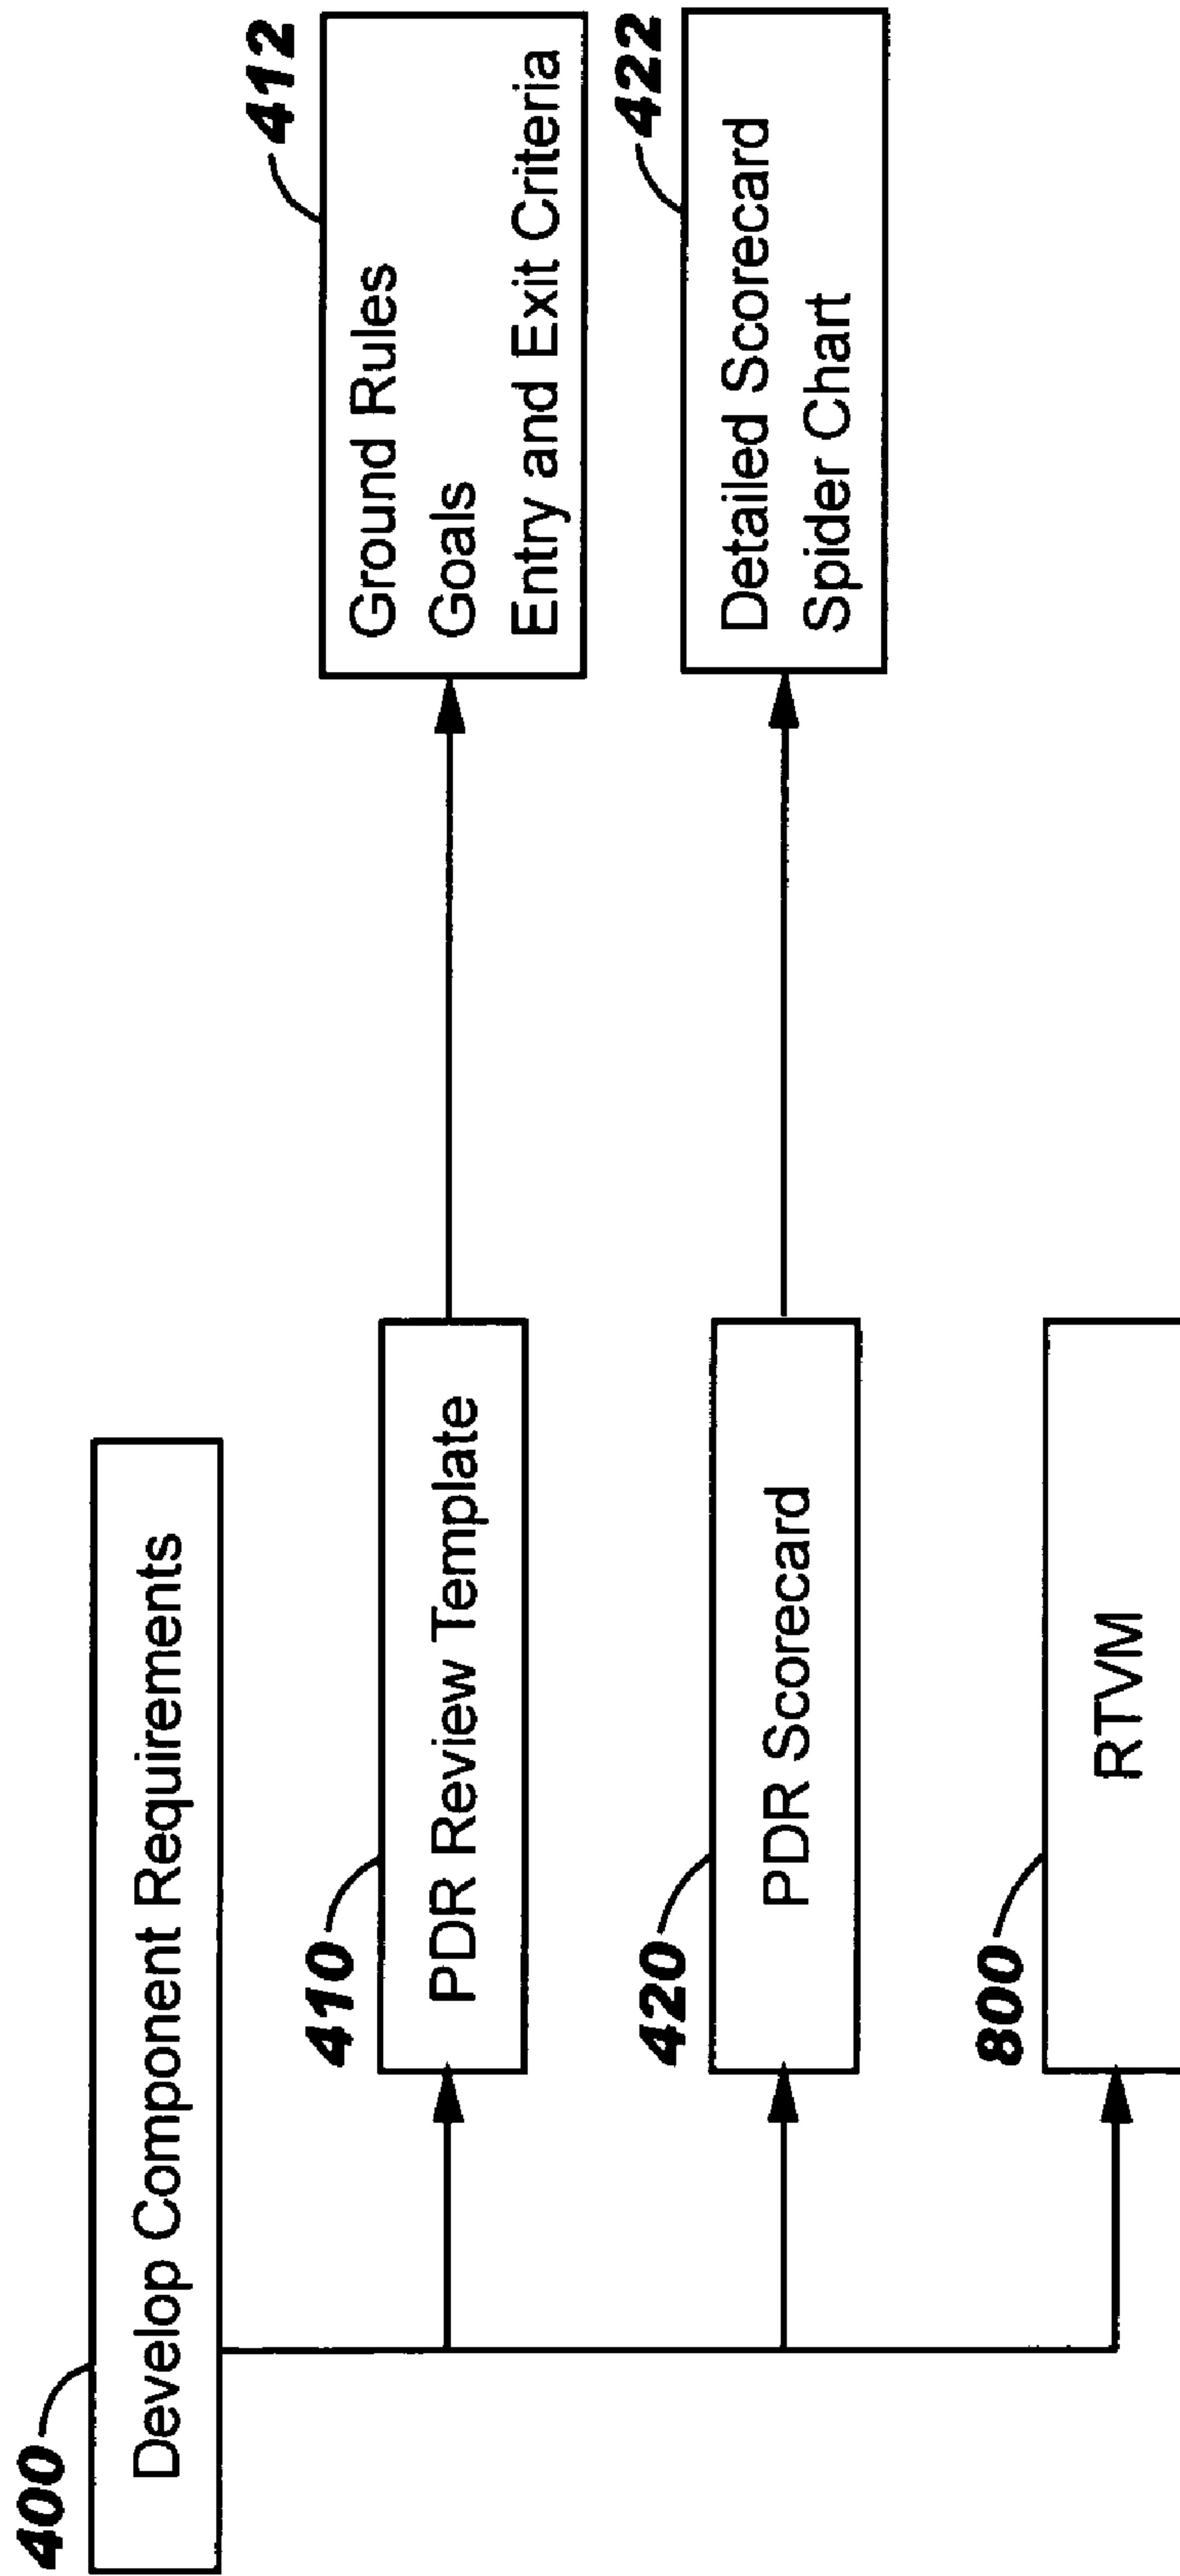 400
Develop Component Requirements
410
PDR Review Template
412
Ground Rules
Goals
Entry and Exit Criteria
420
PDR Scorecard
422
Detailed Scorecard
Spider Chart
800
RTVM